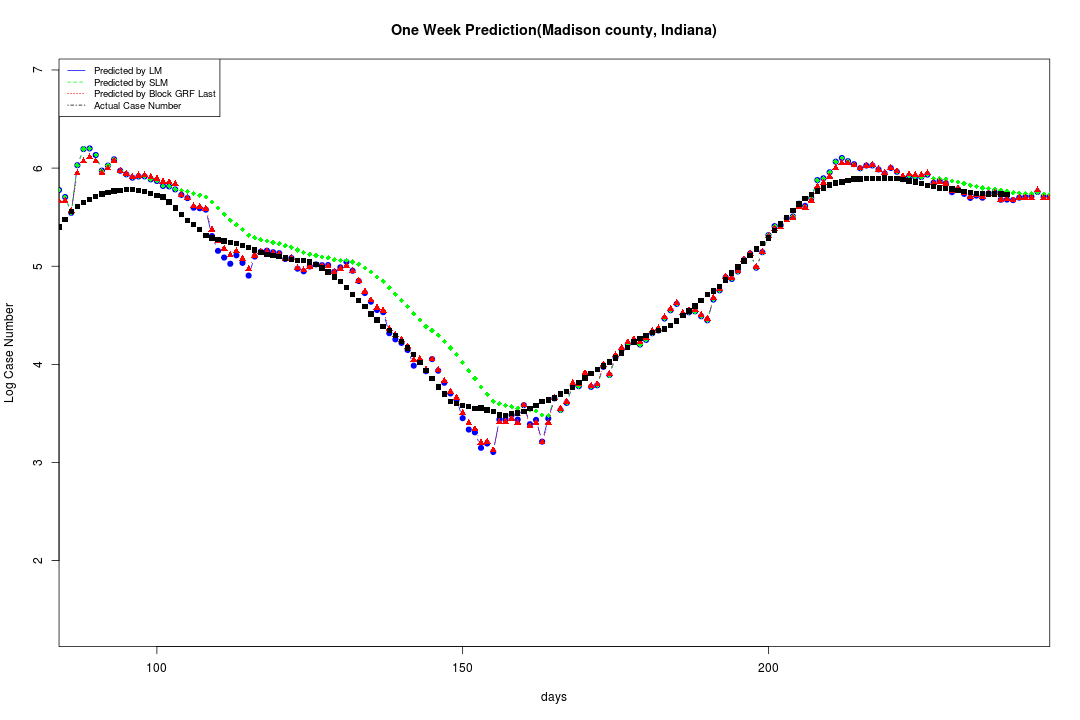 One Week Prediction(Madison county, Indiana)
Predicted by LM
Predicted by SLM
Predicted by Block GRF Last
Actual Case Number
7
6
5
4
3
2
Log Case Number
100
150
200
days